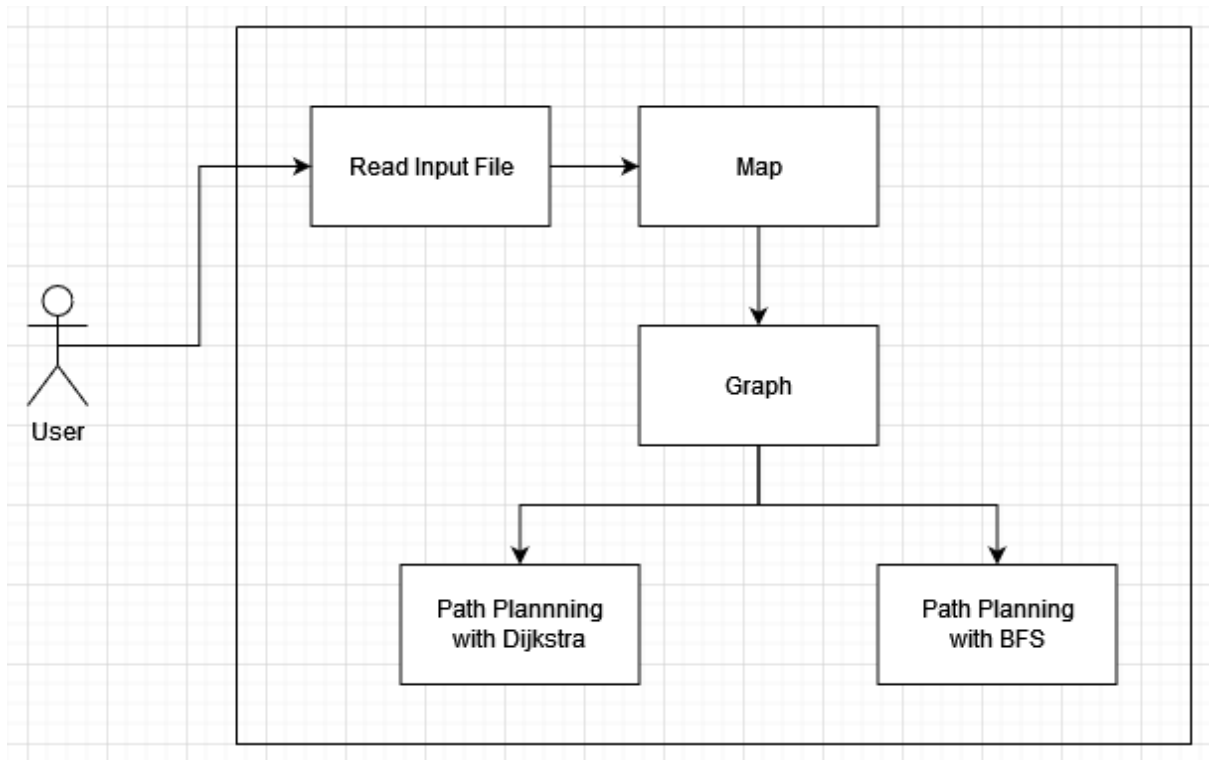 Read Input File
Map
Graph
User
Path Plannning
with Dijkstra
Path Planning
with BFS